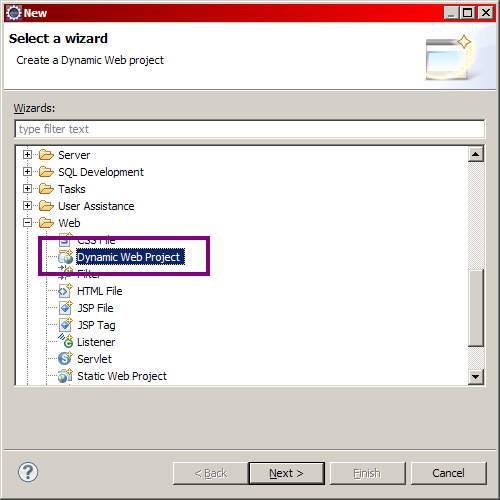 New
Select a wizard
Create a Dynamic Web project
Wizards:
type filter text
Server
SQL Development
Tasks
User Assistance
Web
CSS File
Dynamic Web Project
Filter
HTML File
JSP File
JSP Tag
Listener
Servlet
Static Web Project
? < Back Next > Finish Cancel